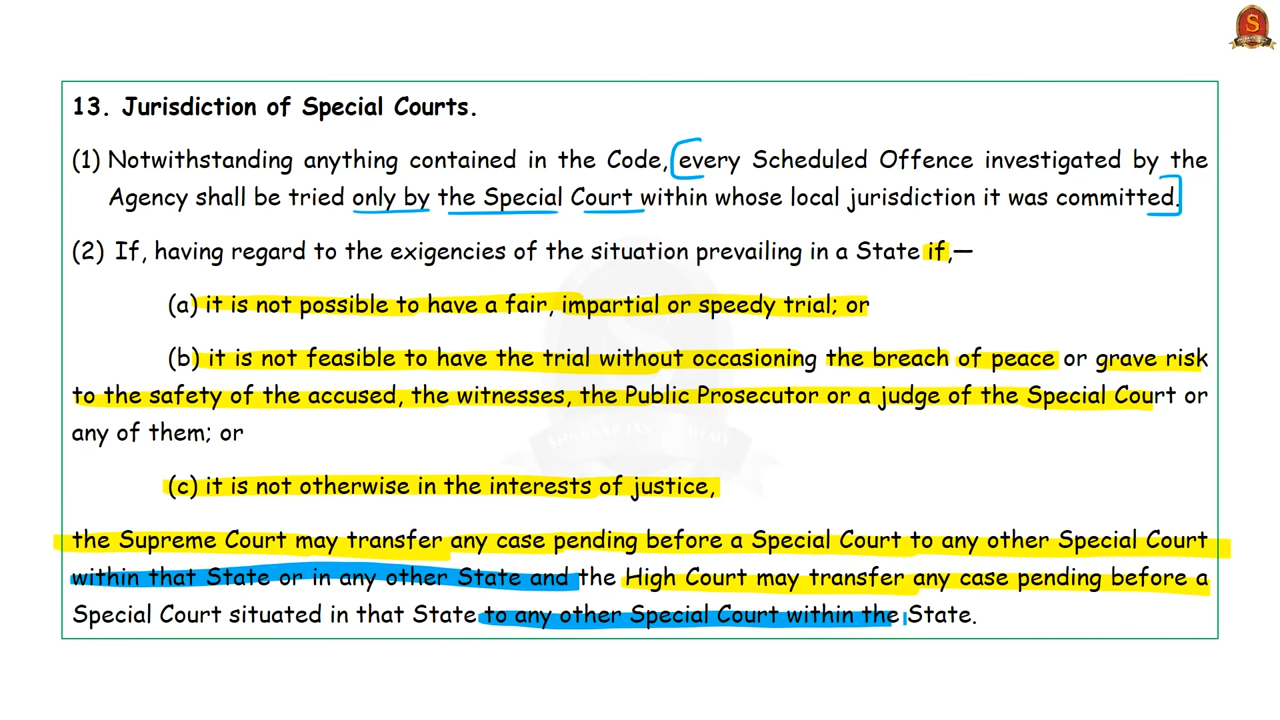 S
13. Jurisdiction of Special Courts.
(1) Notwithstanding anything contained in the Code, every Scheduled Offence investigated by the
Agency shall be tried only by the Special Court within whose local jurisdiction it was committed.
(2) If, having regard to the exigencies of the situation prevailing in a State if,—
(a) it is not possible to have a fair, impartial or speedy trial; or
(b) it is not feasible to have the trial without occasioning the breach of peace or grave risk
to the safety of the accused, the witnesses, the Public Prosecutor or a judge of the Special Court or
any of them; or
(c) it is not otherwise in the interests of justice,
the Supreme Court may transfer any case pending before a Special Court to any other Special Court
within that State or in any other State and the High Court may transfer any case pending before a
Special Court situated in that State to any other Special Court within the State.